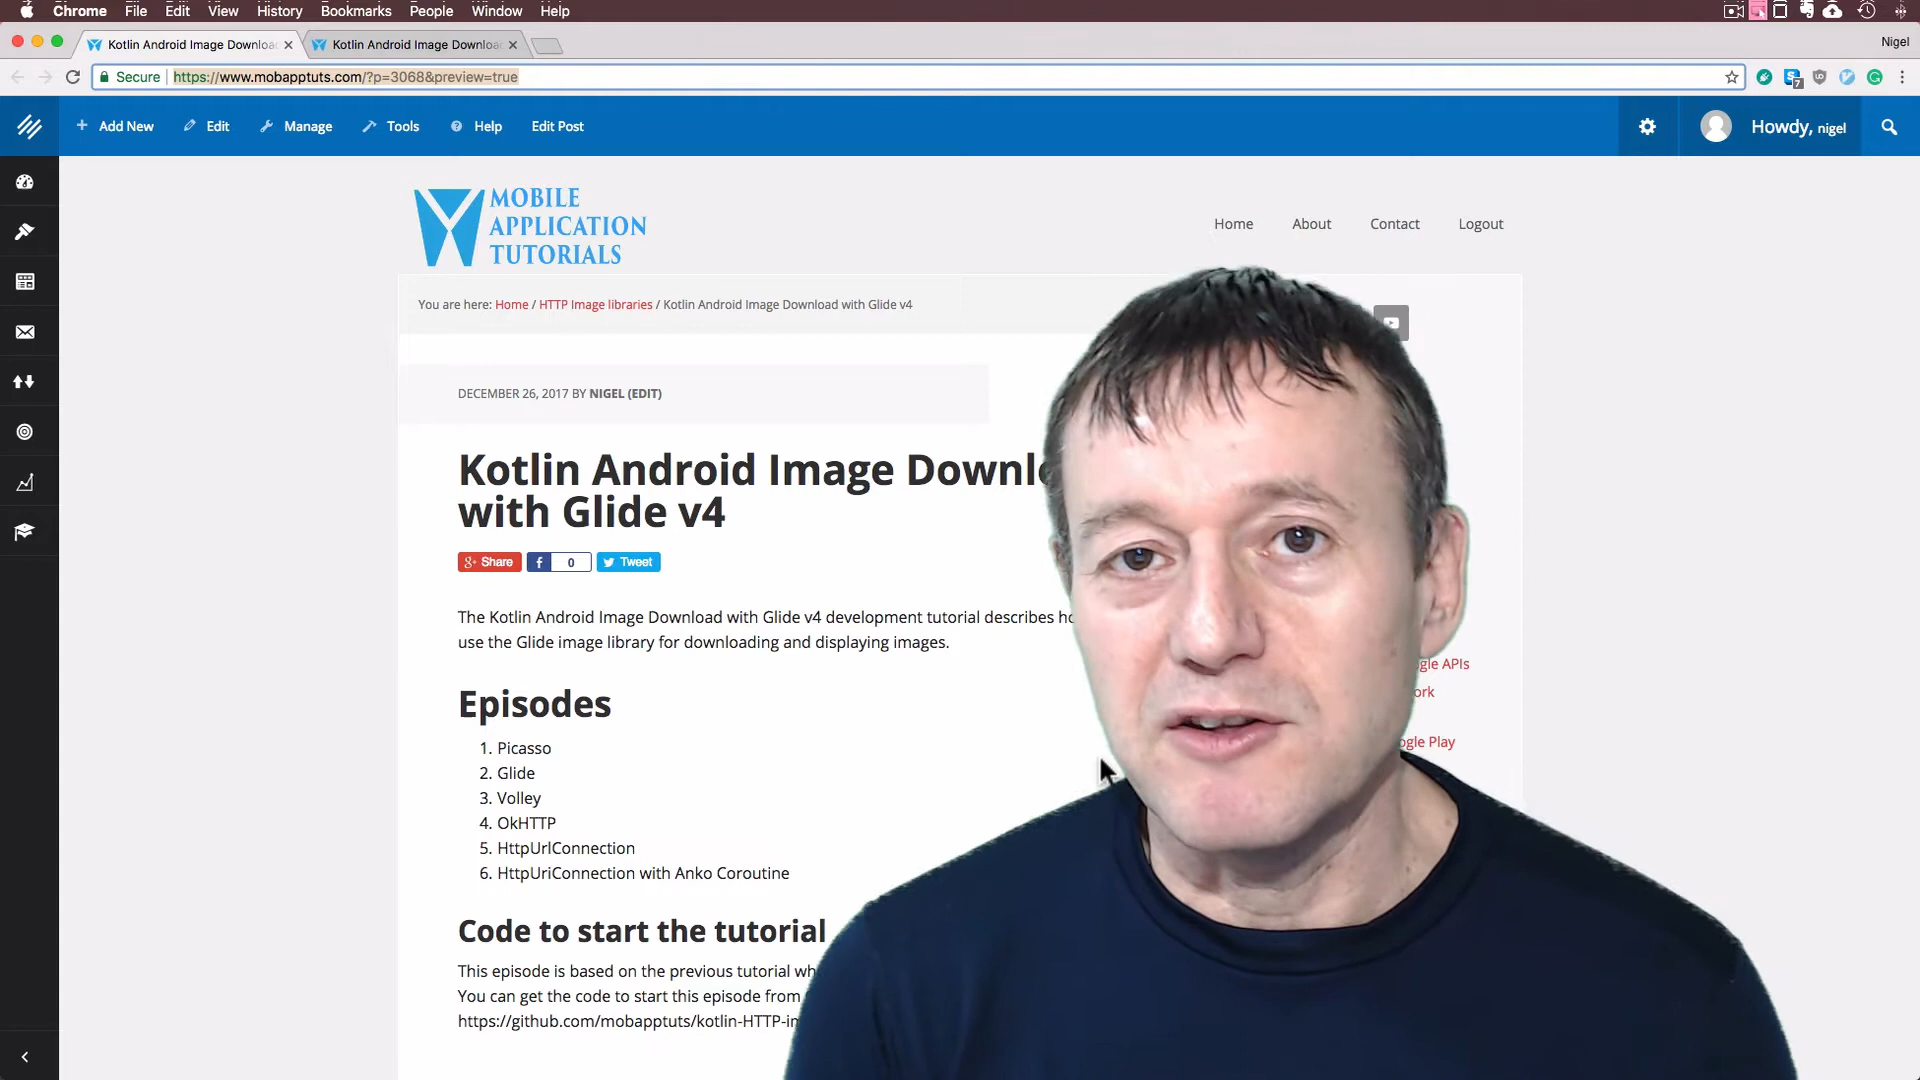 Chrome File Edit View History Bookmarks People Window Help
Kotlin Android Image Downloa
Kotlin Android Image Downloa
Nigel
Secure https://www.mobapptuts.com/?p=3068&preview=true
7
Add New Edit Manage Tools Help Edit Post
Howdy, nigel
MOBILE
APPLICATION
TUTORIALS
Home About Contact Logout
You are here: Home / HTTP Image libraries / Kotlin Android Image Download with Glide v4
DECEMBER 26, 2017 BY NIGEL (EDIT)
Kotlin Android Image Downlo
with Glide v4
Share 0 Tweet
The Kotlin Android Image Download with Glide v4 development tutorial describes ho
use the Glide image library for downloading and displaying images.
gle APIs
ork
Episodes
ogle Play
1. Picasso
2. Glide
3. Volley
4. OkHTTP
5. HttpUrlConnection
6. HttpUrlConnection with Anko Coroutine
Code to start the tutorial
This episode is based on the previous tutorial wh
You can get the code to start this episode from
https://github.com/mobapptuts/kotlin-HTTP-im